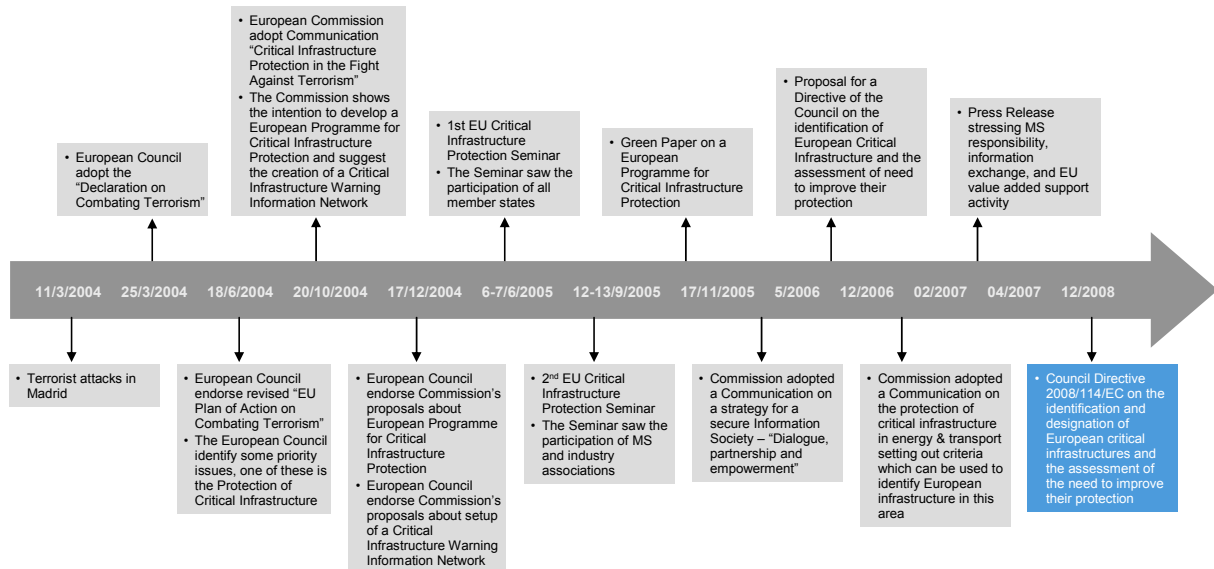 • European Commission
adopt Communication
“Critical Infrastructure
Protection in the Fight
Against Terrorism”
• The Commission shows
the intention to develop a
European Programme for
Critical Infrastructure
Protection and suggest
the creation of a Critical
Infrastructure Warning
Information Network
• European Council
adopt the
“Declaration on
Combating Terrorism”
• 1st EU Critical
Infrastructure
Protection Seminar
• The Seminar saw the
participation of all
member states
• Green Paper on a
European
Programme for
Critical Infrastructure
Protection
• Proposal for a
Directive of the
Council on the
identification of
European Critical
Infrastructure and the
assessment of need
to improve their
protection
• Press Release
stressing MS
responsibility,
information
exchange, and EU
value added support
activity
11/3/2004 25/3/2004 18/6/2004 20/10/2004 17/12/2004 6-7/6/2005 12-13/9/2005 17/11/2005 5/2006 12/2006 02/2007 04/2007 12/2008
• Terrorist attacks in
Madrid
• European Council
endorse revised “EU
Plan of Action on
Combating Terrorism”
• The European Council
identify some priority
issues, one of these is
the Protection of
Critical Infrastructure
• European Council
endorse Commission’s
proposals about
European Programme
for Critical
Infrastructure
Protection
• European Council
endorse Commission’s
proposals about setup
of a Critical
Infrastructure Warning
Information Network
• 2nd EU Critical
Infrastructure
Protection Seminar
• The Seminar saw the
participation of MS
and industry
associations
• Commission adopted
a Communication on
a strategy for a
secure Information
Society – “Dialogue,
partnership and
empowerment”
• Commission adopted
a Communication on
the protection of
critical infrastructure
in energy & transport
setting out criteria
which can be used to
identify European
infrastructure in this
area
• Council Directive
2008/114/EC on the
identification and
designation of
European critical
infrastructures and
the assessment of
the need to improve
their protection